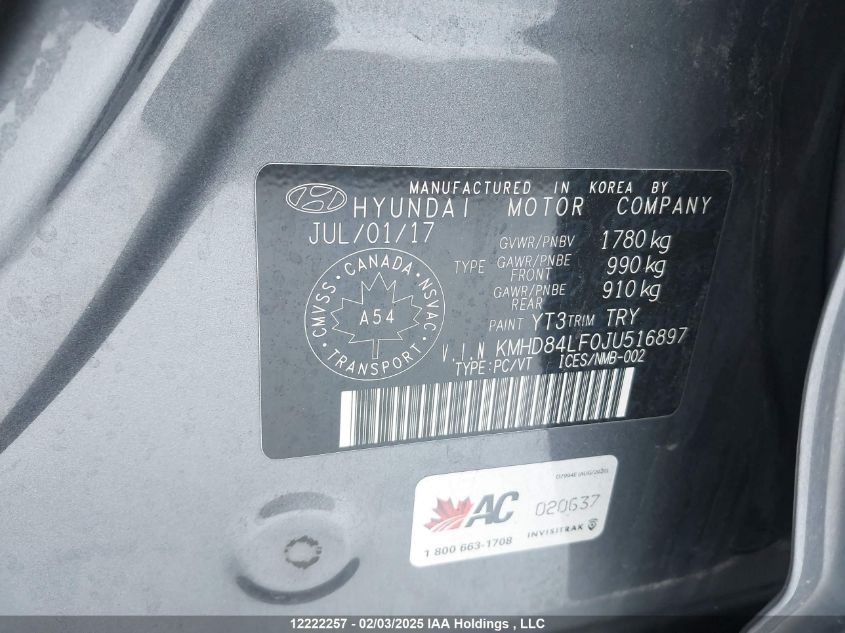 MANUFACTURED IN KOREA BY
HYUNDAI MOTOR COMPANY
JUL/01/17
GVWR/PNBV 1780 kg
TYPE GAWR/PNBE FRONT 990 kg
GAWR/PNBE REAR 910 kg
PAINT YT3 TRIM TRY
CANADA
CMVSS NSVAC
A54
TRANSPORT
V.I.N KMHD84LF0JU516897
TYPE:PC/VT ICES/NMB-002
AC
020637
INVISITRAK
1 800 663-1708
12222257 - 02/03/2025 IAA Holdings , LLC